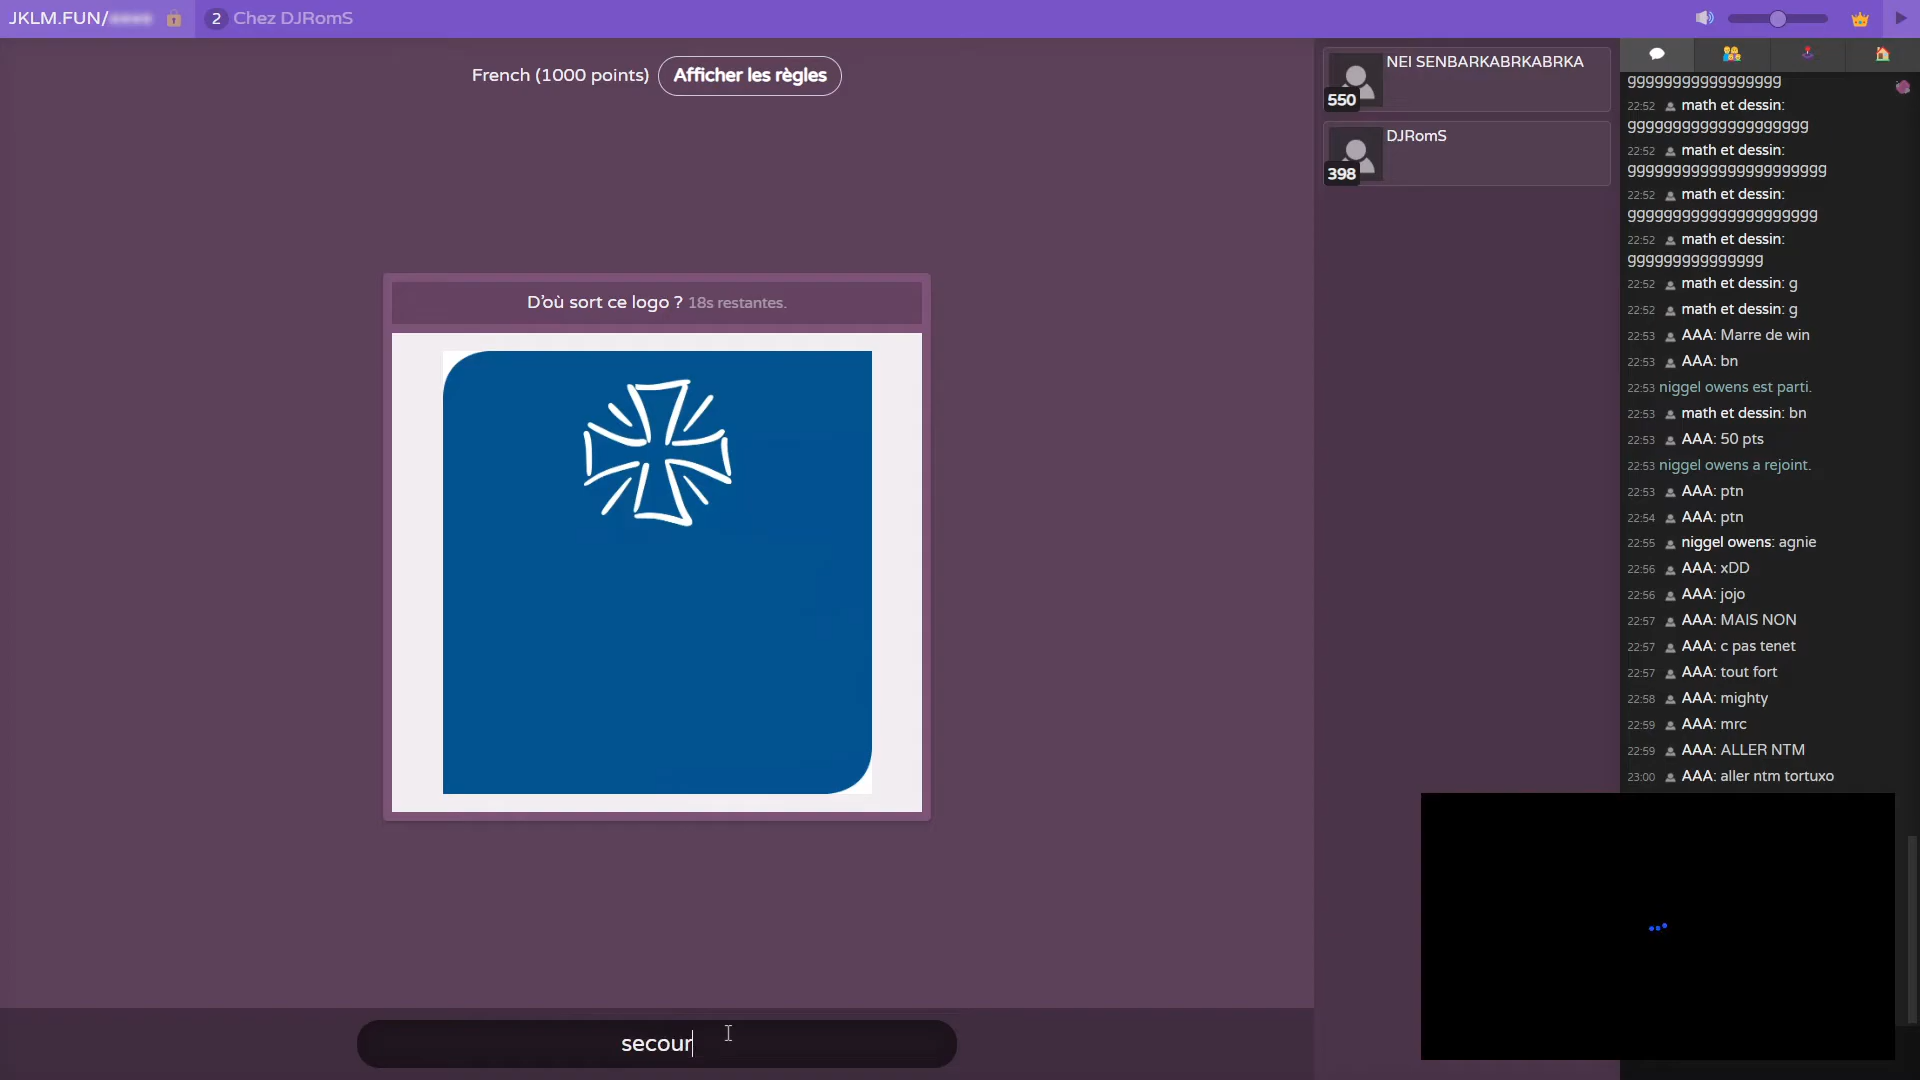 JKLM.FUN/
2 Chez DJRomS
French (1000 points) Afficher les règles
D'où sort ce logo ? 18s restantes.
secour
NEI SENBARKABRKABRKA
550
DJRomS
398
ggggggggggggggggg
22:52 math et dessin:
gggggggggggggggggggg
22:52 math et dessin:
gggggggggggggggggggggg
22:52 math et dessin:
ggggggggggggggggggggg
22:52 math et dessin:
ggggggggggggggg
22:52 math et dessin: g
22:52 math et dessin: g
22:53 AAA: Marre de win
22:53 AAA: bn
22:53 niggel owens est parti.
22:53 math et dessin: bn
22:53 AAA: 50 pts
22:53 niggel owens a rejoint.
22:53 AAA: ptn
22:54 AAA: ptn
22:55 niggel owens: agnie
22:56 AAA: xDD
22:56 AAA: jojo
22:57 AAA: MAIS NON
22:57 AAA: c pas tenet
22:57 AAA: tout fort
22:58 AAA: mighty
22:59 AAA: mrc
22:59 AAA: ALLER NTM
23:00 AAA: aller ntm tortuxo